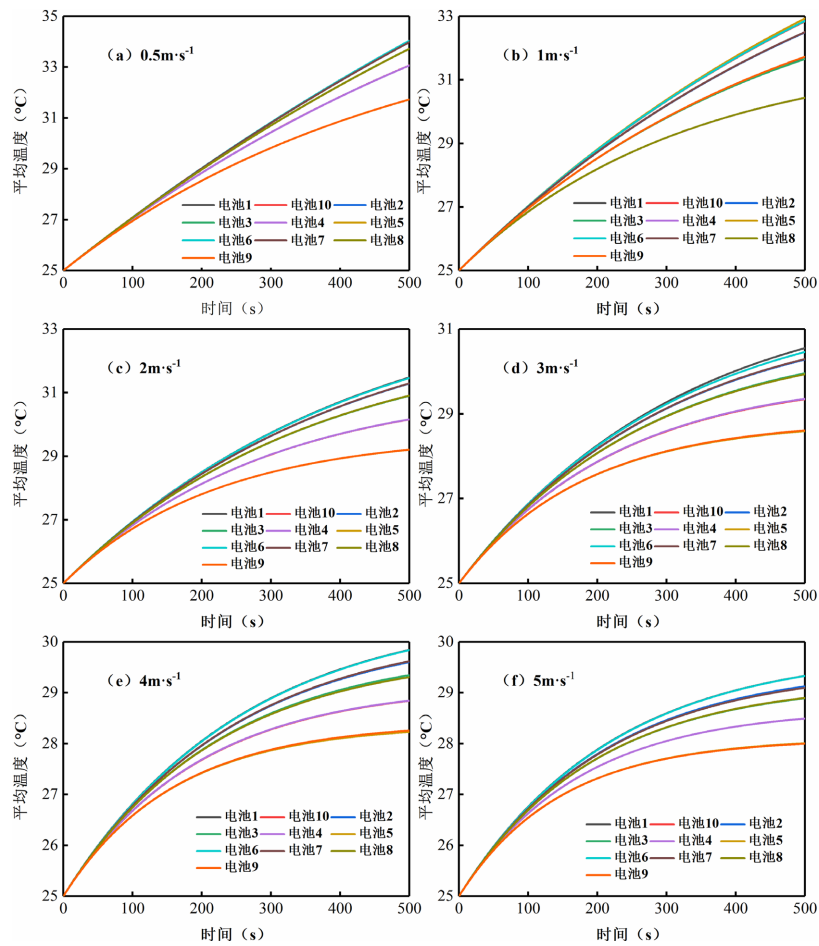 (a) 0.5m·s⁻¹
平均温度(°C)
35
33
31
29
27
25
电池1 电池10 电池2
电池3 电池4 电池5
电池6 电池7 电池8
电池9
0 100 200 300 400 500
时间(s)
(b) 1m·s⁻¹
平均温度(°C)
33
31
29
27
25
电池1 电池10 电池2
电池3 电池4 电池5
电池6 电池7 电池8
电池9
0 100 200 300 400 500
时间(s)
(c) 2m·s⁻¹
平均温度(°C)
33
31
29
27
25
电池1 电池10 电池2
电池3 电池4 电池5
电池6 电池7 电池8
电池9
0 100 200 300 400 500
时间(s)
(d) 3m·s⁻¹
平均温度(°C)
31
29
27
25
电池1 电池10 电池2
电池3 电池4 电池5
电池6 电池7 电池8
电池9
0 100 200 300 400 500
时间(s)
(e) 4m·s⁻¹
平均温度(°C)
30
29
28
27
26
25
电池1 电池10 电池2
电池3 电池4 电池5
电池6 电池7 电池8
电池9
0 100 200 300 400 500
时间(s)
(f) 5m·s⁻¹
平均温度(°C)
30
29
28
27
26
25
电池1 电池10 电池2
电池3 电池4 电池5
电池6 电池7 电池8
电池9
0 100 200 300 400 500
时间(s)